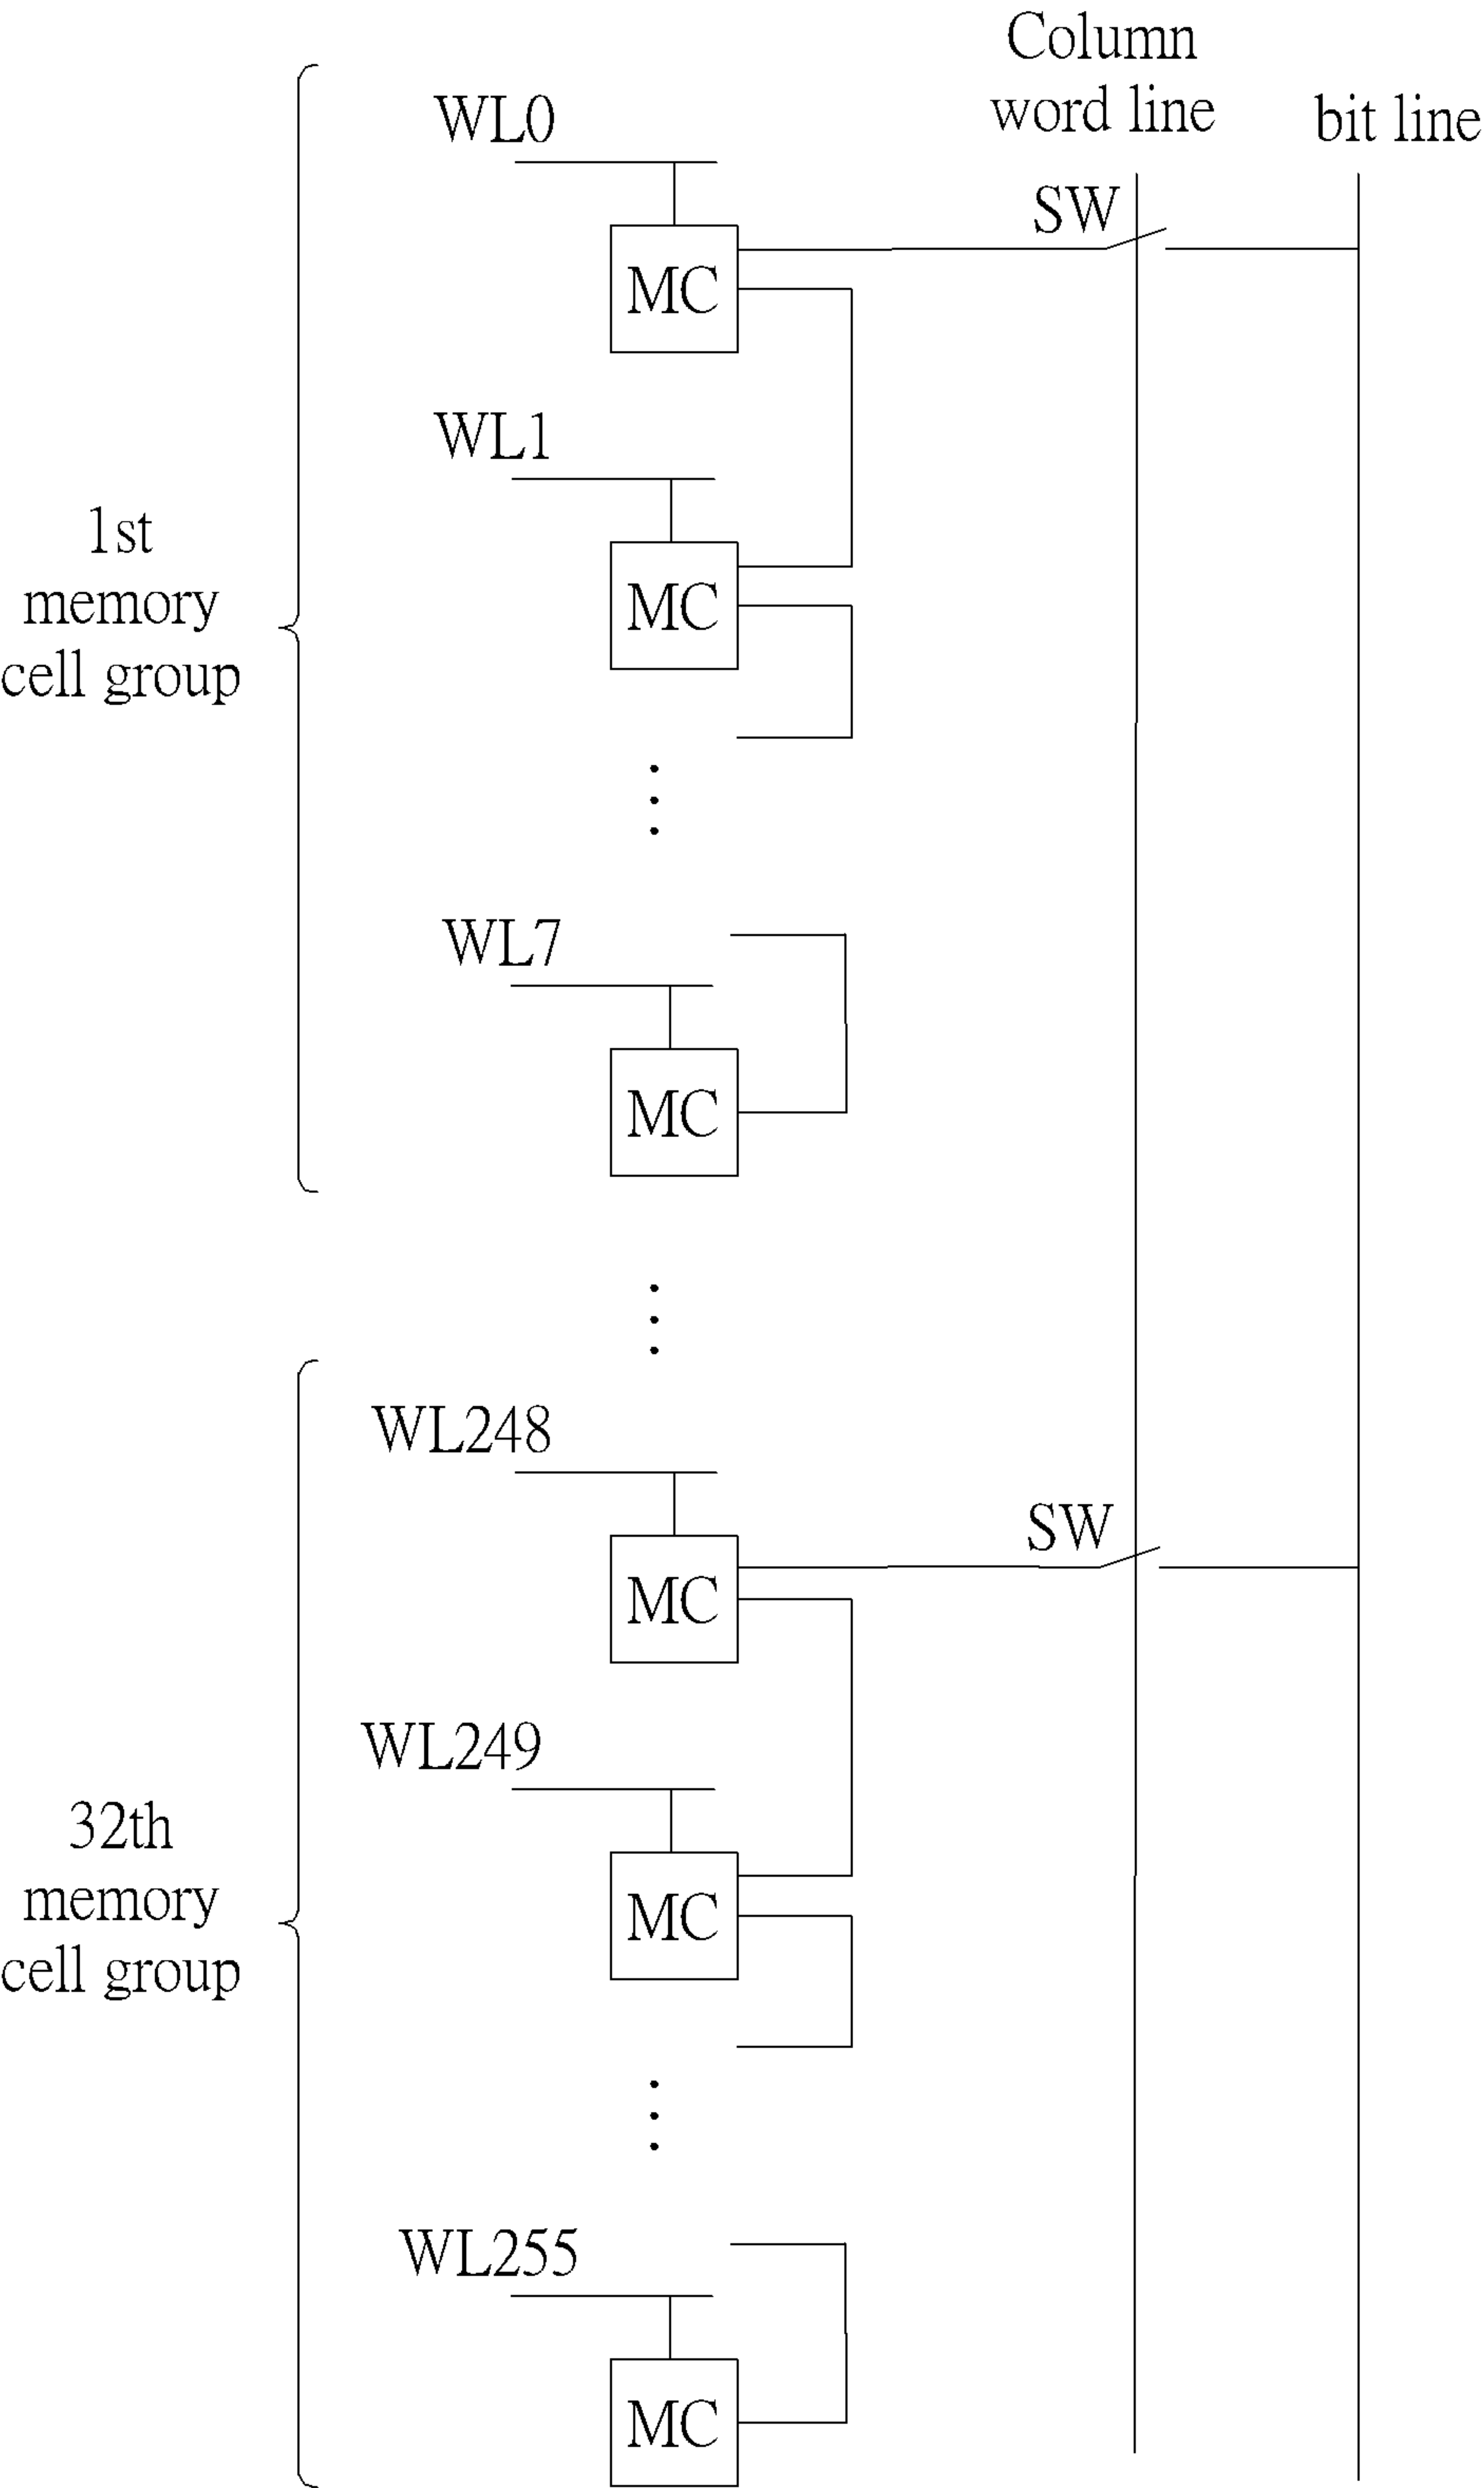 Column
word line
bit line
WL0
SW
MC
WL1
1st
memory
cell group
MC
WL7
MC
WL248
SW
MC
WL249
32th
memory
cell group
MC
WL255
MC